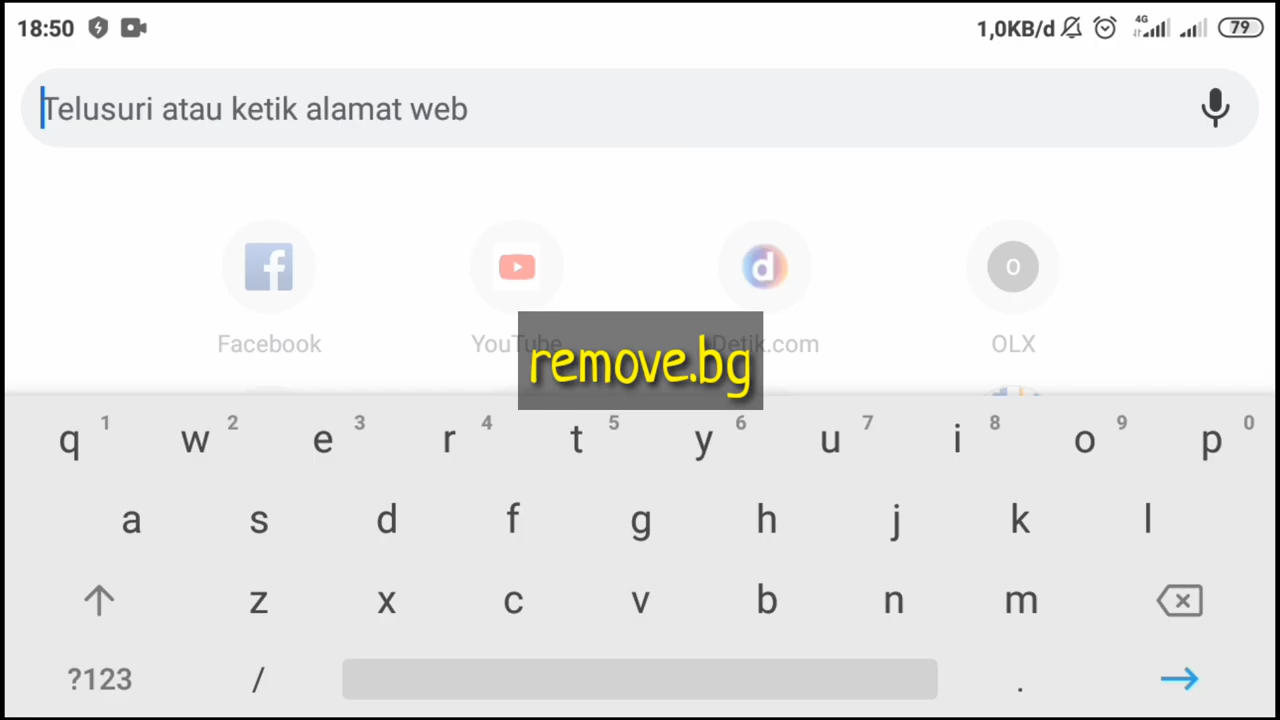 18:50 1,0KB/d 4G 79
Telusuri atau ketik alamat web
O
Facebook YouTube Detik.com OLX
remove.bg
q 1 w 2 e 3 r 4 t 5 y 6 u 7 i 8 o 9 p 0
a s d f g h j k l
z x c v b n m
?123 / .